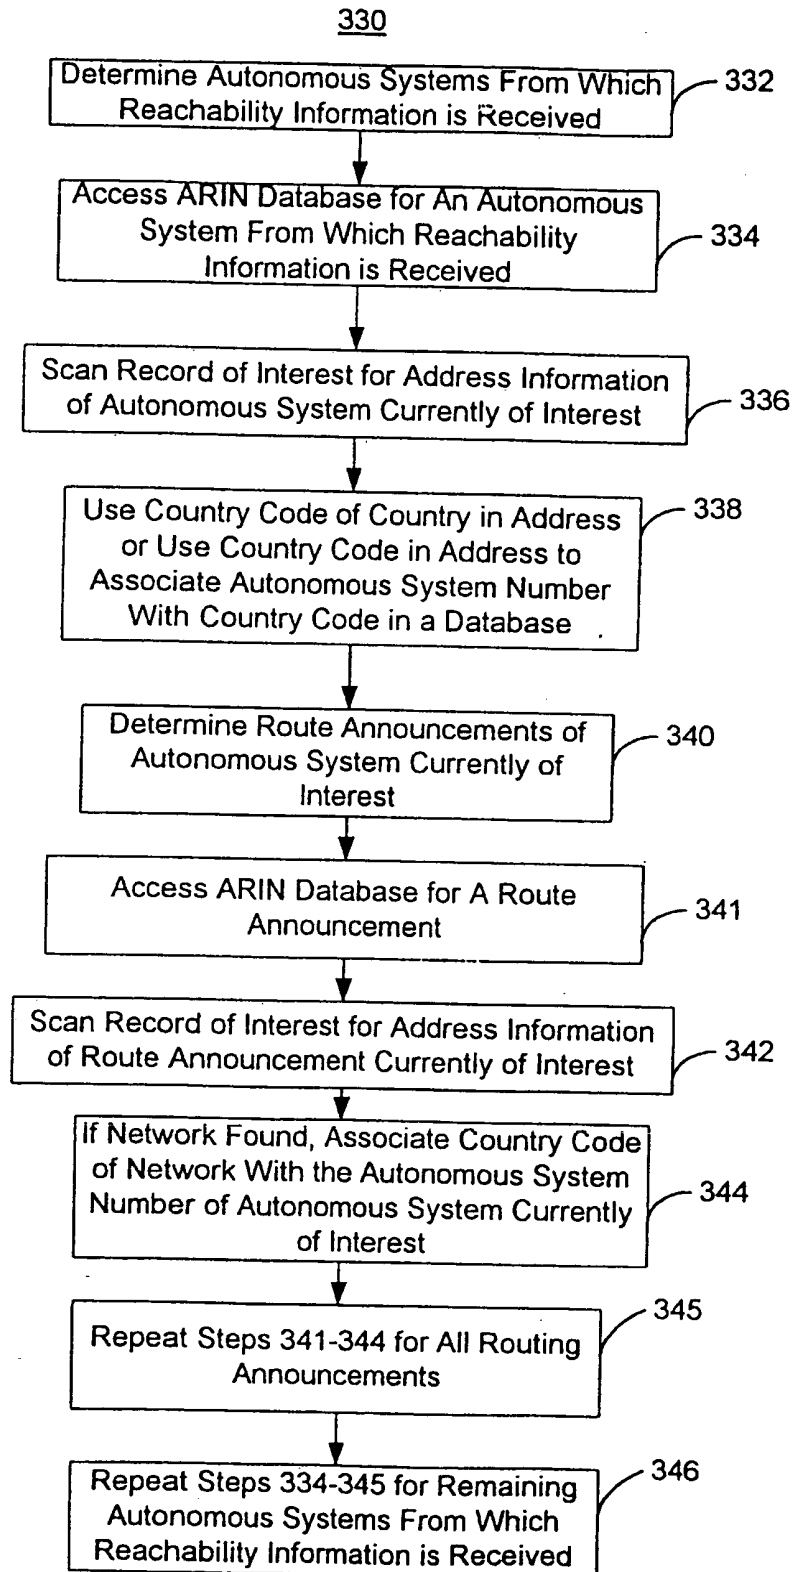 330
Determine Autonomous Systems From Which
Reachability Information is Received
332
Access ARIN Database for An Autonomous
System From Which Reachability
Information is Received
334
Scan Record of Interest for Address Information
of Autonomous System Currently of Interest
336
Use Country Code of Country in Address
or Use Country Code in Address to
Associate Autonomous System Number
With Country Code in a Database
338
Determine Route Announcements of
Autonomous System Currently of
Interest
340
Access ARIN Database for A Route
Announcement
341
Scan Record of Interest for Address Information
of Route Announcement Currently of Interest
342
If Network Found, Associate Country Code
of Network With the Autonomous System
Number of Autonomous System Currently
of Interest
344
Repeat Steps 341-344 for All Routing
Announcements
345
Repeat Steps 334-345 for Remaining
Autonomous Systems From Which
Reachability Information is Received
346